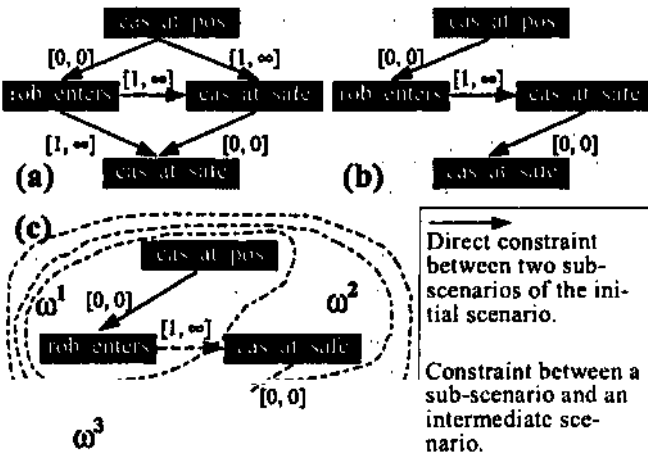 cas at pos
cas at pos
[0, 0]
[1, ∞]
[0, 0]
rob enters
[1, ∞]
cas at safe
rob enters
[1, ∞]
cas at safe
[1, ∞]
[0, 0]
[0, 0]
(a)
cas at safe
(b)
cas at safe
(c)
cas at pos
ω1
[0, 0]
ω2
[1, ∞]
rob enters
cas at safe
[0, 0]
ω3
Direct constraint
between two sub-
scenarios of the ini-
tial scenario.
Constraint between a
sub-scenario and an
intermediate sce-
nario.